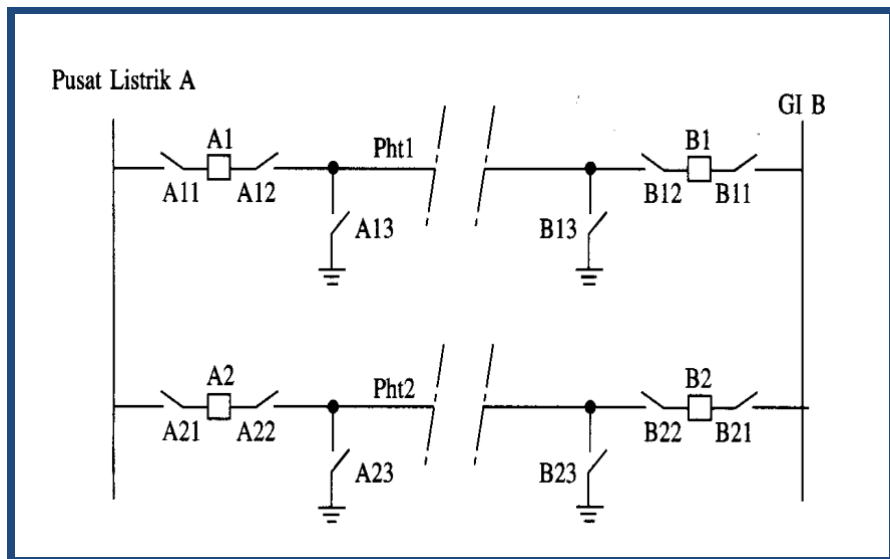 Pusat Listrik A
GI B
A1
Pht1
B1
A11
A12
B12
B11
A13
B13
A2
Pht2
B2
A21
A22
B22
B21
A23
B23